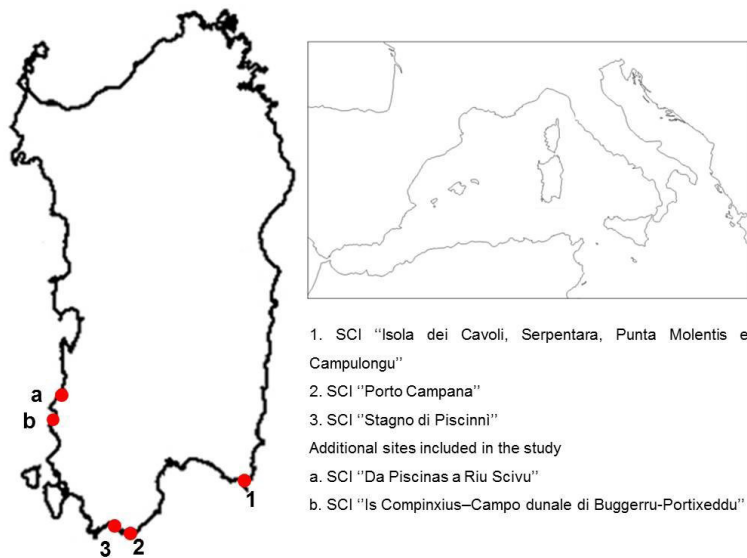 a
b
1
3
2
1. SCI “Isola dei Cavoli, Serpentara, Punta Molentis e
Campulongu”
2. SCI “Porto Campana”
3. SCI “Stagno di Piscinnì”
Additional sites included in the study
a. SCI “Da Piscinas a Riu Scivu”
b. SCI “Is Compinxius–Campo dunale di Buggerru-Portixeddu”